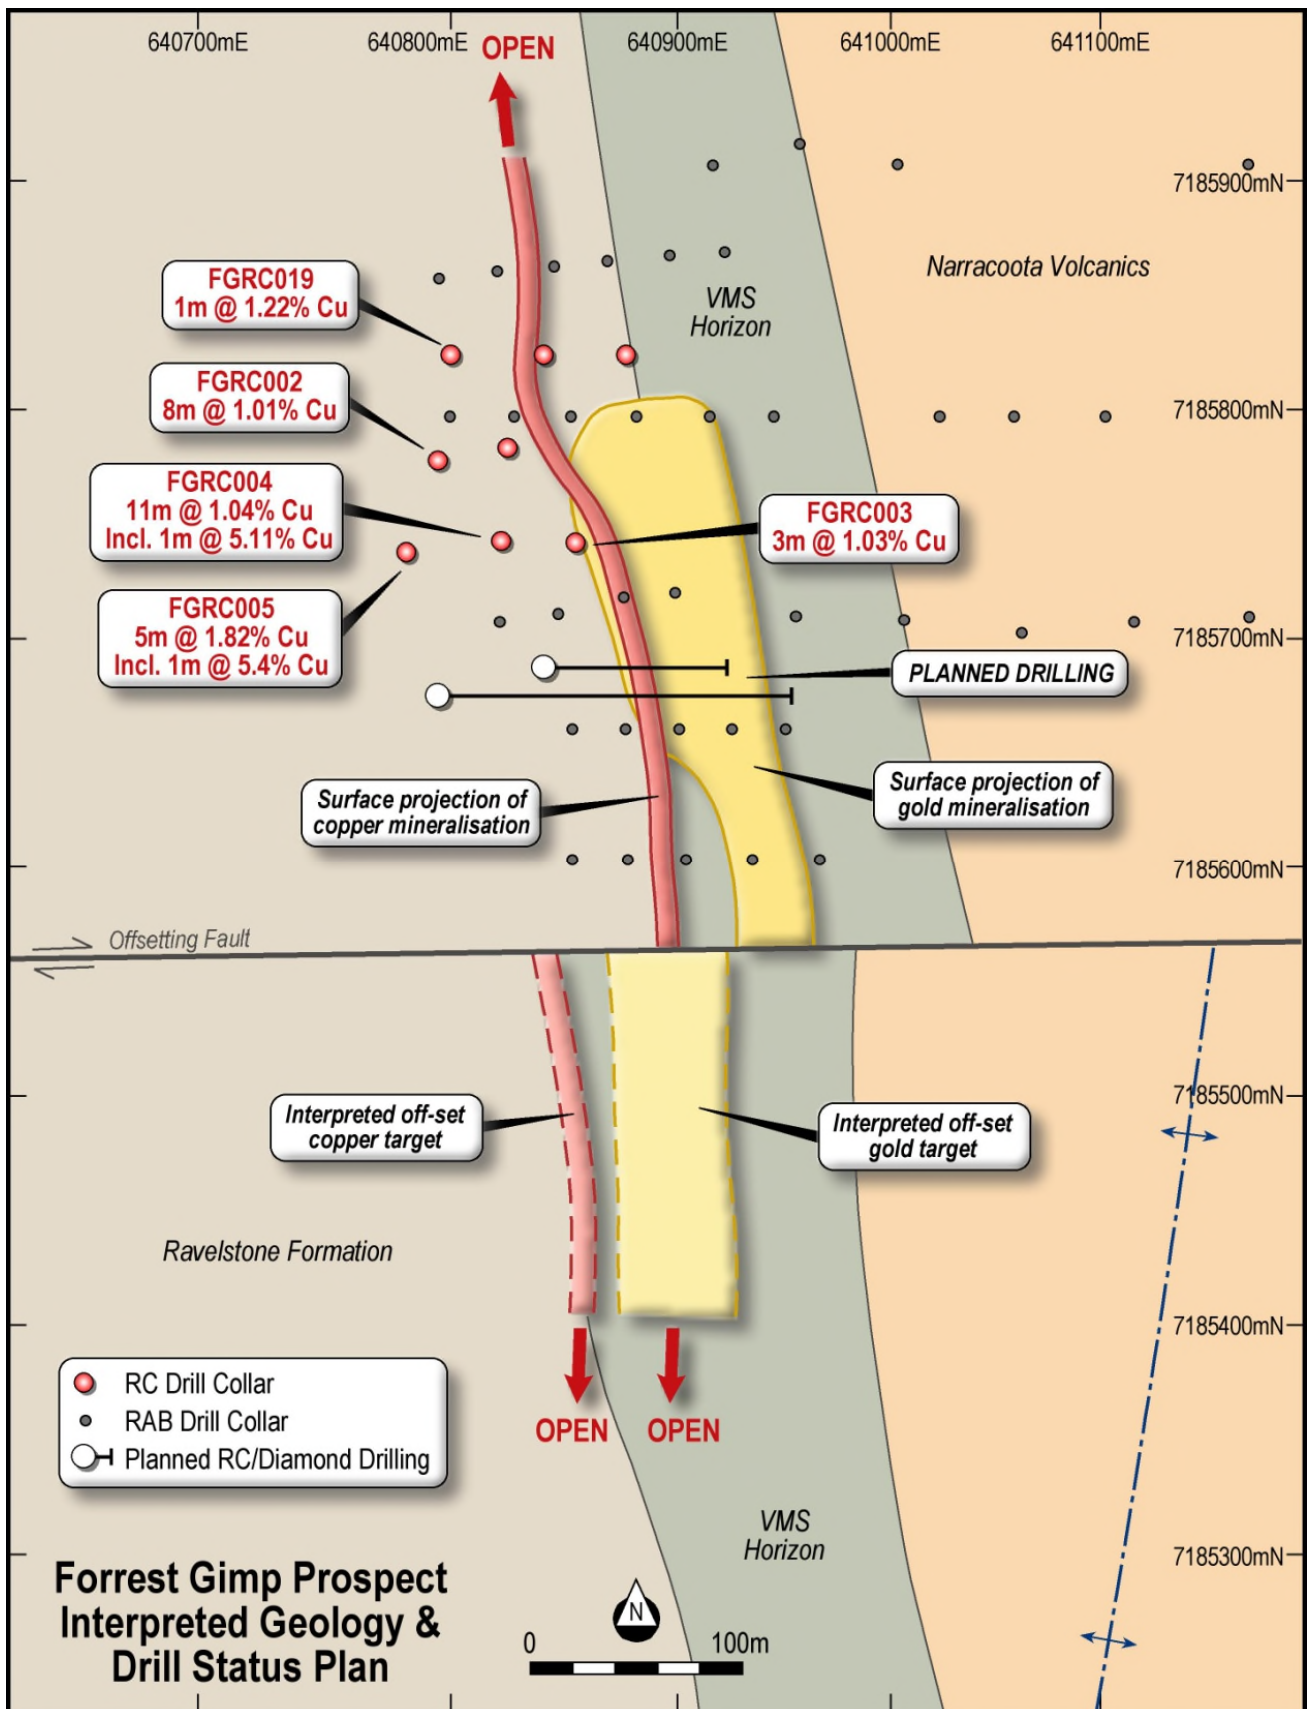 640700mE
640800mE
640900mE
641000mE
641100mE
OPEN
7185900mN
Narracoota Volcanics
FGRC019
1m @ 1.22% Cu
VMS
Horizon
FGRC002
8m @ 1.01% Cu
7185800mN
FGRC004
11m @ 1.04% Cu
Incl. 1m @ 5.11% Cu
FGRC003
3m @ 1.03% Cu
FGRC005
5m @ 1.82% Cu
Incl. 1m @ 5.4% Cu
7185700mN
PLANNED DRILLING
Surface projection of
copper mineralisation
Surface projection of
gold mineralisation
7185600mN
Offsetting Fault
7185500mN
Interpreted off-set
copper target
Interpreted off-set
gold target
Ravelstone Formation
7185400mN
OPEN
OPEN
RC Drill Collar
RAB Drill Collar
Planned RC/Diamond Drilling
VMS
Horizon
7185300mN
Forrest Gimp Prospect
Interpreted Geology &
Drill Status Plan
N
0
100m